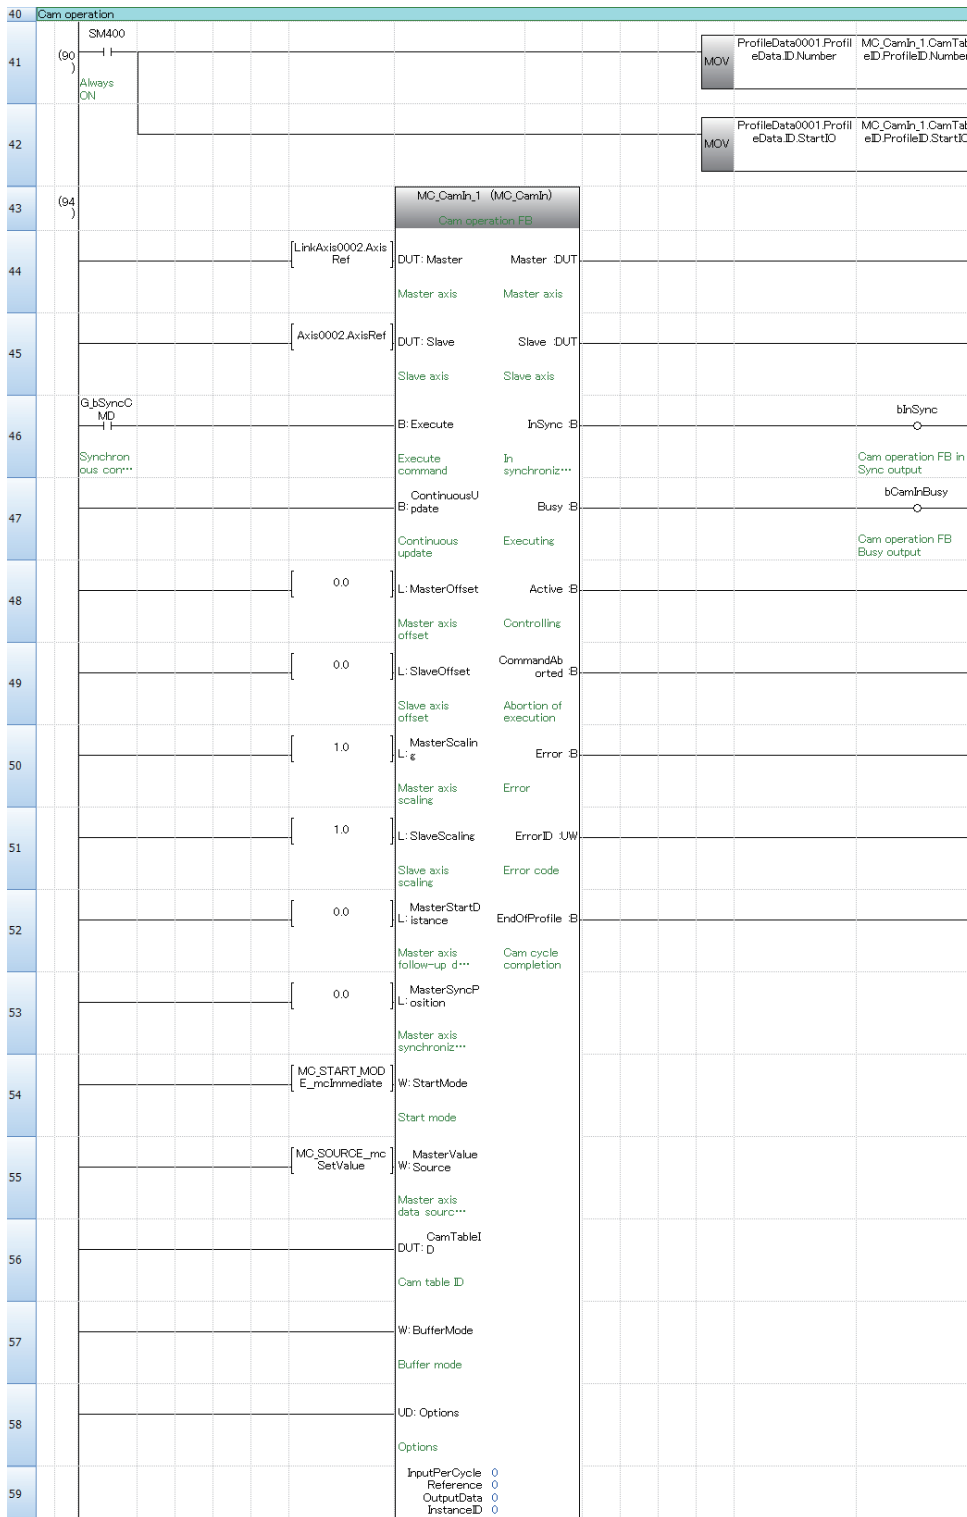 40 Cam operation
SM400
41 (90
)
MOV ProfileData0001.Profil MC_CamIn_1.CamTab
eData.ID.Number eID.ProfileID.Number
Always
ON
42 MOV ProfileData0001.Profil MC_CamIn_1.CamTab
eData.ID.StartIO eID.ProfileID.StartIO
43 (94
)
MC_CamIn_1 (MC_CamIn)
Cam operation FB
44 [LinkAxis0002.Axis
Ref ] DUT: Master Master :DUT
Master axis Master axis
45 [ Axis0002.AxisRef ] DUT: Slave Slave :DUT
Slave axis Slave axis
G_bSyncC
MD
46 B: Execute InSync :B bInSync
Synchron
ous con…
Execute
command
In
synchroniz…
Cam operation FB in
Sync output
47 B: ContinuousU
pdate Busy :B bCamInBusy
Continuous
update
Executing
Cam operation FB
Busy output
48 [ 0.0 ] L: MasterOffset Active :B
Master axis
offset
Controlling
49 [ 0.0 ] L: SlaveOffset CommandAb
orted :B
Slave axis
offset
Abortion of
execution
50 [ 1.0 ] L: MasterScalin
g Error :B
Master axis
scaling
Error
51 [ 1.0 ] L: SlaveScaling ErrorID :UW
Slave axis
scaling
Error code
52 [ 0.0 ] L: MasterStartD
istance EndOfProfile :B
Master axis
follow-up d…
Cam cycle
completion
53 [ 0.0 ] L: MasterSyncP
osition
Master axis
synchroniz…
54 [ MC_START_MOD
E_mcImmediate ] W: StartMode
Start mode
55 [ MC_SOURCE_mc
SetValue ] W: MasterValue
Source
Master axis
data sourc…
56 DUT: CamTableI
D
Cam table ID
57 W: BufferMode
Buffer mode
58 UD: Options
Options
59 InputPerCycle 0
Reference 0
OutputData 0
InstanceID 0